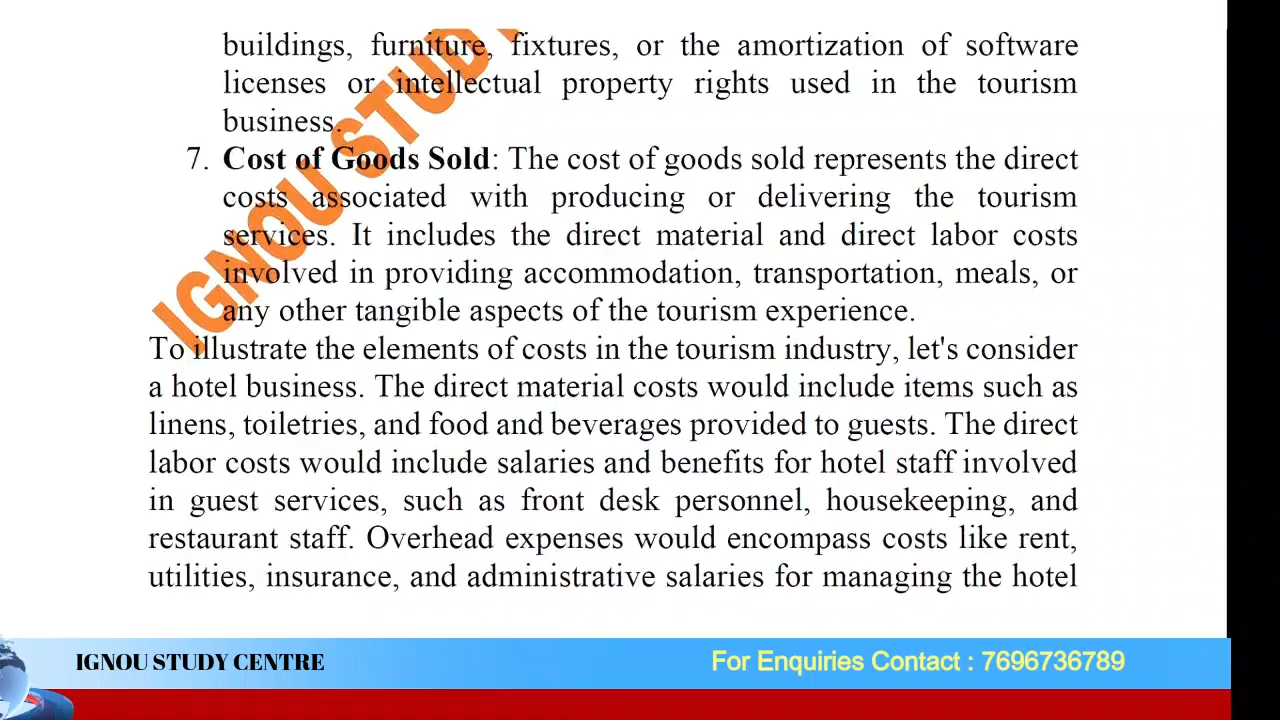 buildings, furniture, fixtures, or the amortization of software
licenses or intellectual property rights used in the tourism
business.
7. Cost of Goods Sold: The cost of goods sold represents the direct
costs associated with producing or delivering the tourism
services. It includes the direct material and direct labor costs
involved in providing accommodation, transportation, meals, or
any other tangible aspects of the tourism experience.
To illustrate the elements of costs in the tourism industry, let's consider
a hotel business. The direct material costs would include items such as
linens, toiletries, and food and beverages provided to guests. The direct
labor costs would include salaries and benefits for hotel staff involved
in guest services, such as front desk personnel, housekeeping, and
restaurant staff. Overhead expenses would encompass costs like rent,
utilities, insurance, and administrative salaries for managing the hotel
IGNOU STUD
IGNOU STUDY CENTRE
For Enquiries Contact : 7696736789